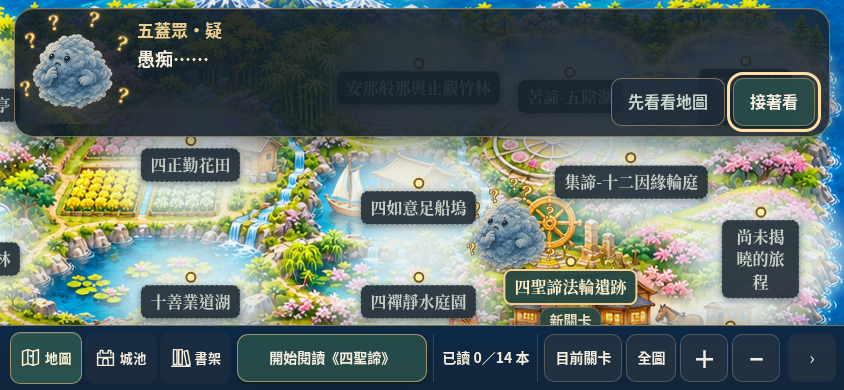 五蓋眾・疑
愚痴⋯⋯
安那般那與止觀竹林
苦諦-五陰湖
先看看地圖
接著看
亭
四正勤花田
集諦-十二因緣輪庭
四如意足船塢
尚未揭
曉的旅
程
林
四聖諦法輪遺跡
十善業道湖
四禪靜水庭園
新關卡
地圖
城池
書架
開始閱讀《四聖諦》
已讀 0／14 本
目前關卡
全圖
＋
−
›